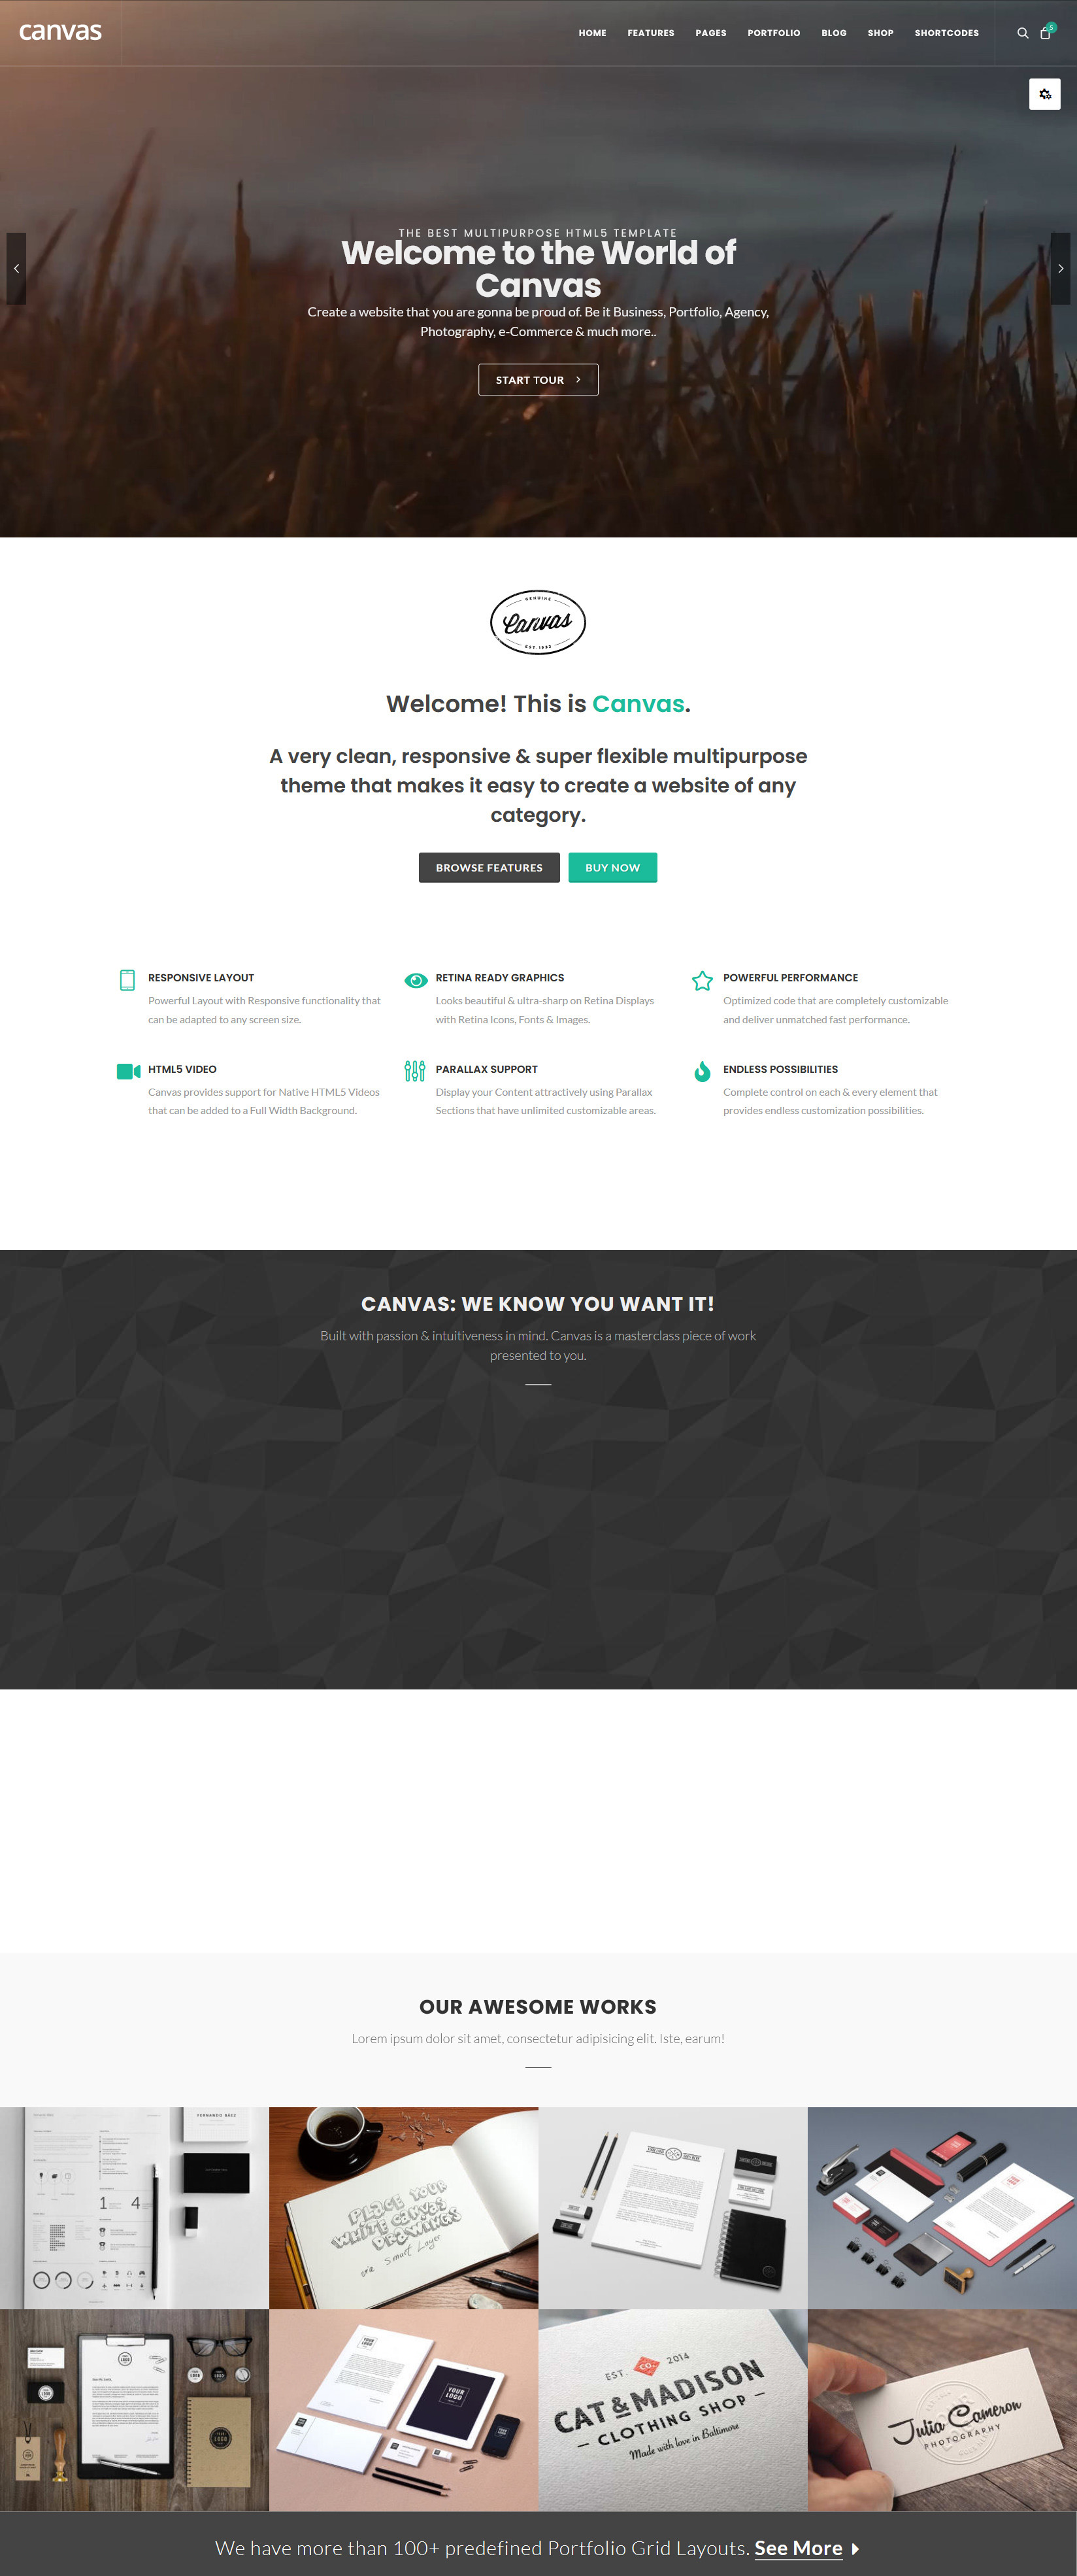 canvas
HOME FEATURES PAGES PORTFOLIO BLOG SHOP SHORTCODES
5
THE BEST MULTIPURPOSE HTML5 TEMPLATE
Welcome to the World of
Canvas
Create a website that you are gonna be proud of. Be it Business, Portfolio, Agency,
Photography, e-Commerce & much more..
START TOUR
GENUINE
Canvas
EST. 1932
Welcome! This is Canvas.
A very clean, responsive & super flexible multipurpose
theme that makes it easy to create a website of any
category.
BROWSE FEATURES BUY NOW
RESPONSIVE LAYOUT
Powerful Layout with Responsive functionality that
can be adapted to any screen size.
RETINA READY GRAPHICS
Looks beautiful & ultra-sharp on Retina Displays
with Retina Icons, Fonts & Images.
POWERFUL PERFORMANCE
Optimized code that are completely customizable
and deliver unmatched fast performance.
HTML5 VIDEO
Canvas provides support for Native HTML5 Videos
that can be added to a Full Width Background.
PARALLAX SUPPORT
Display your Content attractively using Parallax
Sections that have unlimited customizable areas.
ENDLESS POSSIBILITIES
Complete control on each & every element that
provides endless customization possibilities.
CANVAS: WE KNOW YOU WANT IT!
Built with passion & intuitiveness in mind. Canvas is a masterclass piece of work
presented to you.
OUR AWESOME WORKS
Lorem ipsum dolor sit amet, consectetur adipisicing elit. Iste, earum!
FERNANDO BAEZ
1 4
PLACE YOUR
WHITE CANVAS
DRAWINGS
via Smart Layer
YOUR
LOGO
YOUR
LOGO
EST. CO. 2014
CAT & MADISON
CLOTHING SHOP
Made with love in Baltimore
Julia Cameron
PHOTOGRAPHY
We have more than 100+ predefined Portfolio Grid Layouts. See More